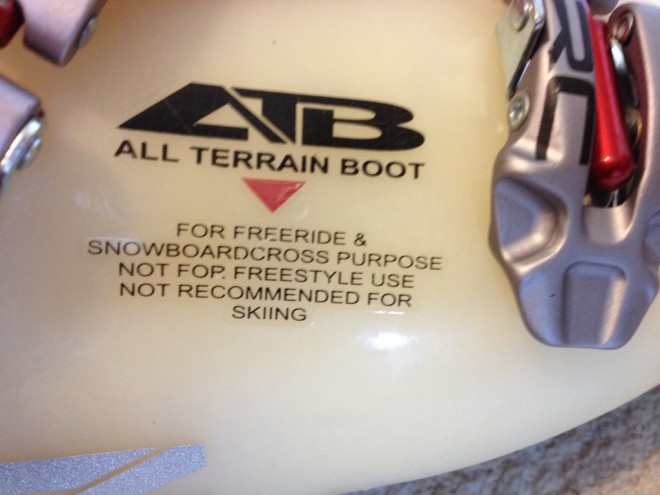 ATB
ALL TERRAIN BOOT
FOR FREERIDE &
SNOWBOARDCROSS PURPOSE
NOT FOR FREESTYLE USE
NOT RECOMMENDED FOR
SKIING